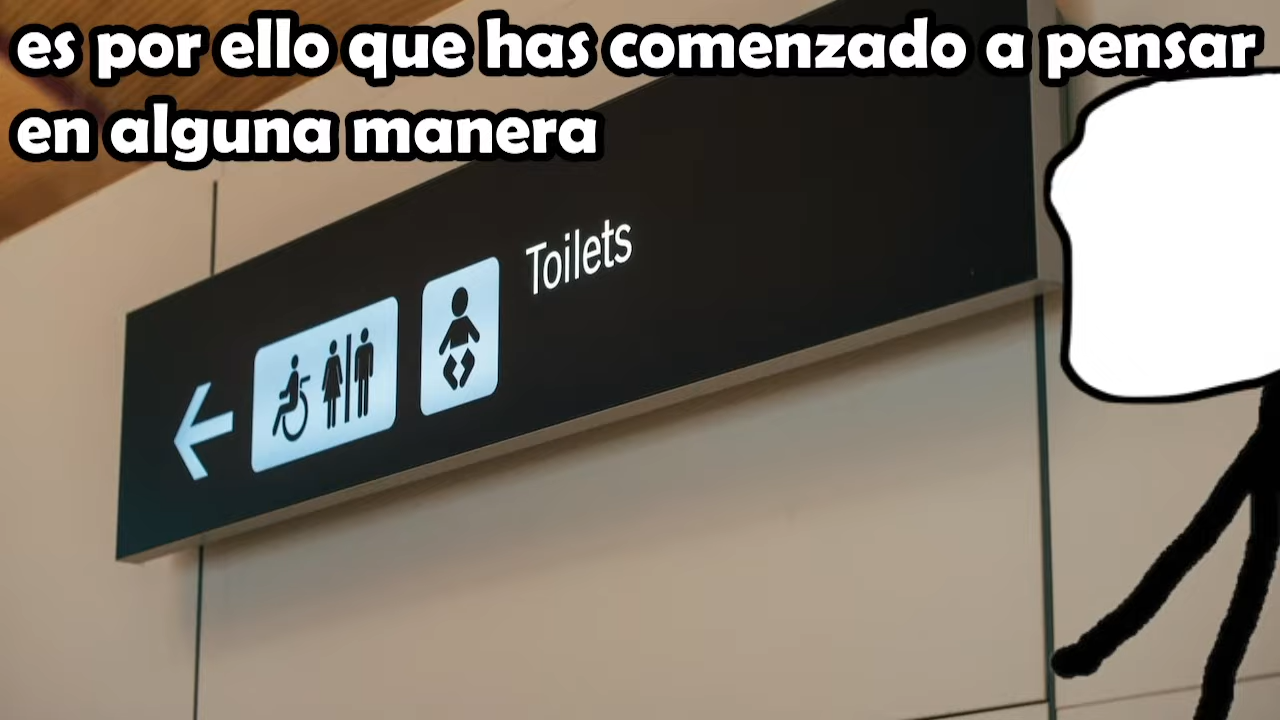 es por ello que has comenzado a pensar
en alguna manera
Toilets